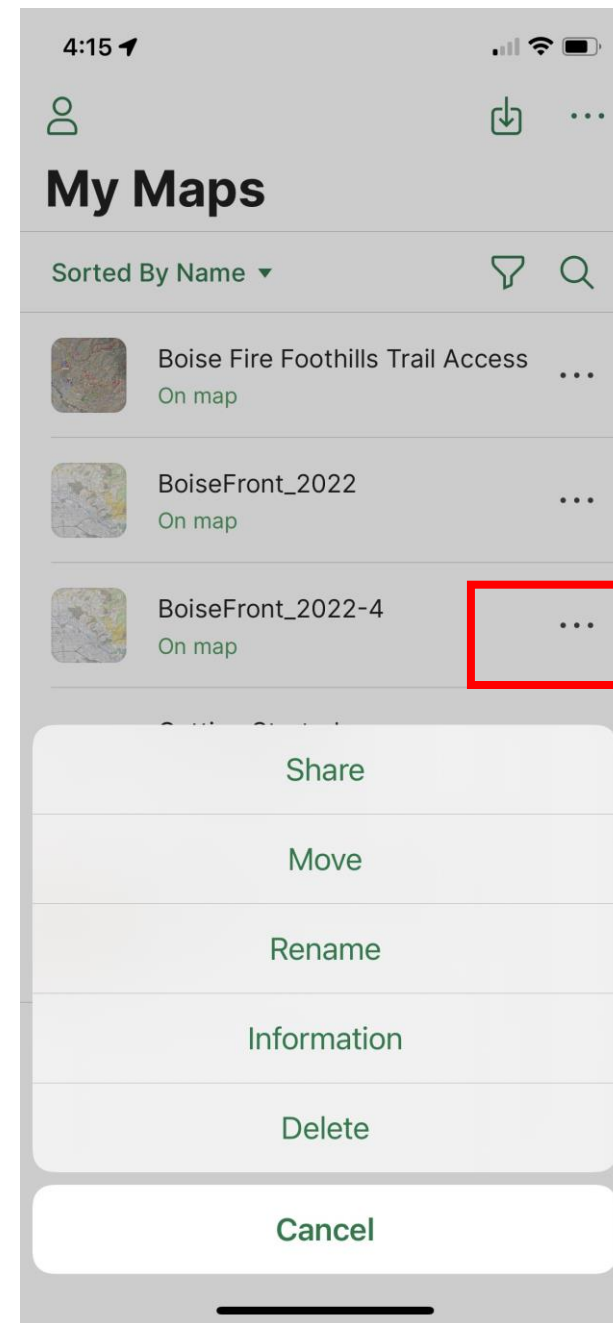 4:15
My Maps
Sorted By Name
Boise Fire Foothills Trail Access
On map
BoiseFront_2022
On map
BoiseFront_2022-4
On map
Share
Move
Rename
Information
Delete
Cancel